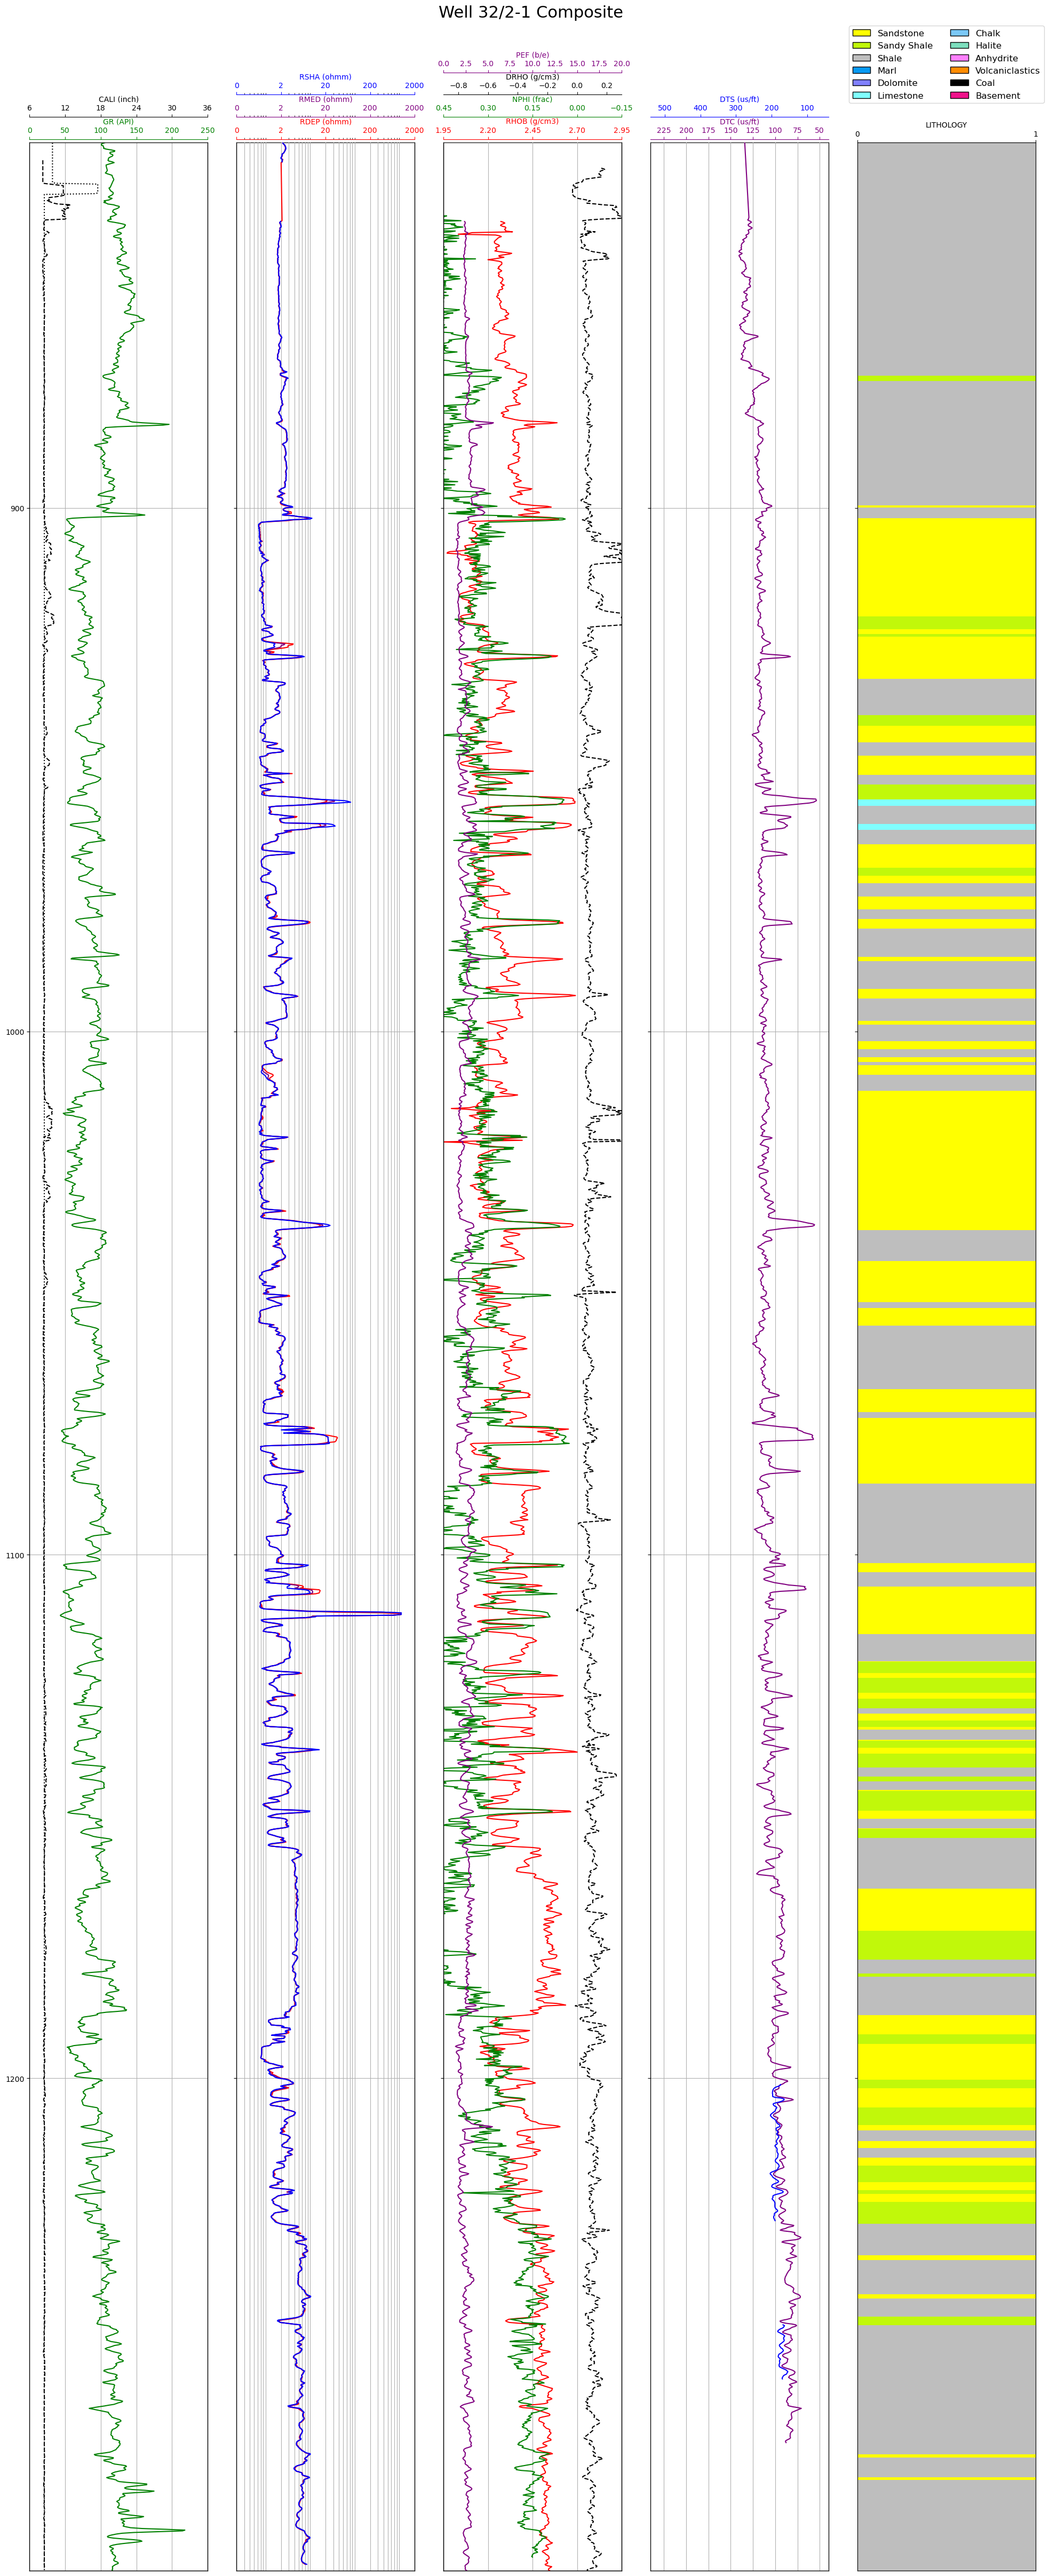 Well 32/2-1 Composite
Sandstone
Sandy Shale
Shale
Marl
Dolomite
Limestone
Chalk
Halite
Anhydrite
Volcaniclastics
Coal
Basement
CALI (inch)
6 12 18 24 30 36
GR (API)
0 50 100 150 200 250
RSHA (ohmm)
0 2 20 200 2000
RMED (ohmm)
0 2 20 200 2000
RDEP (ohmm)
0 2 20 200 2000
PEF (b/e)
0.0 2.5 5.0 7.5 10.0 12.5 15.0 17.5 20.0
DRHO (g/cm3)
−0.8 −0.6 −0.4 −0.2 0.0 0.2
NPHI (frac)
0.45 0.30 0.15 0.00 −0.15
RHOB (g/cm3)
1.95 2.20 2.45 2.70 2.95
DTS (us/ft)
500 400 300 200 100
DTC (us/ft)
225 200 175 150 125 100 75 50
LITHOLOGY
0 1
900
1000
1100
1200